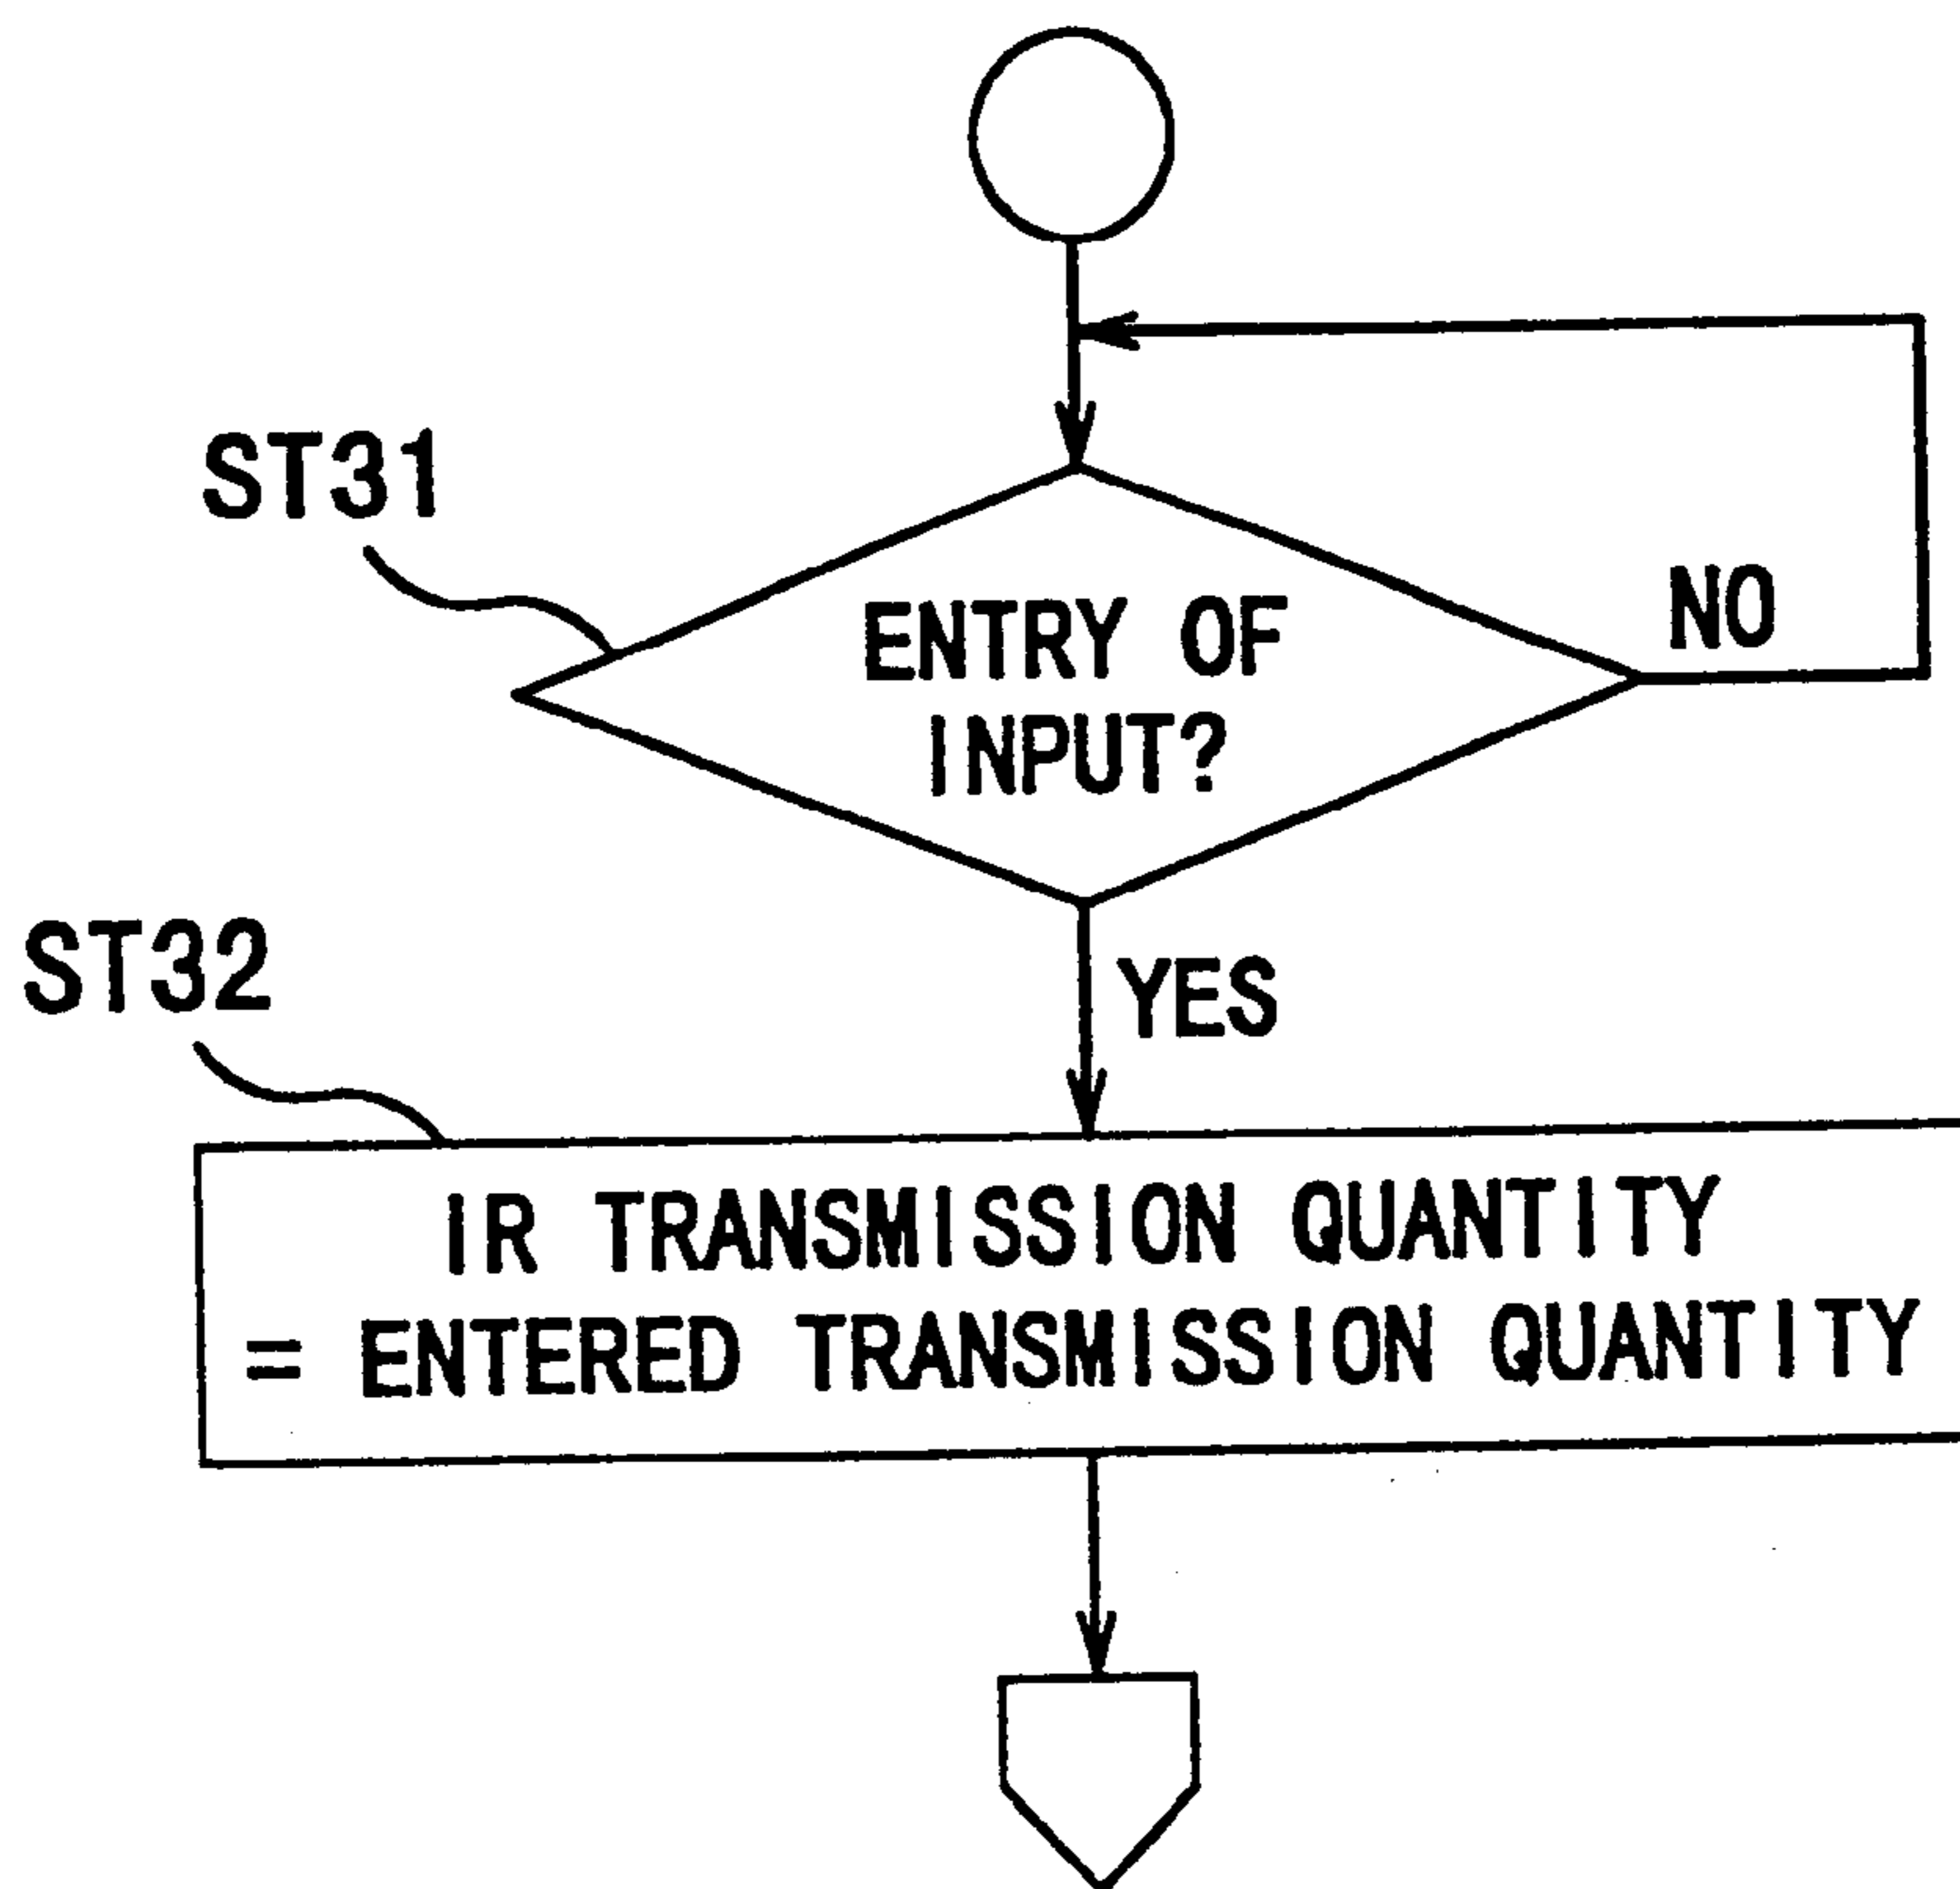 ST31
ENTRY OF
INPUT?
NO
YES
ST32
IR TRANSMISSION QUANTITY
= ENTERED TRANSMISSION QUANTITY